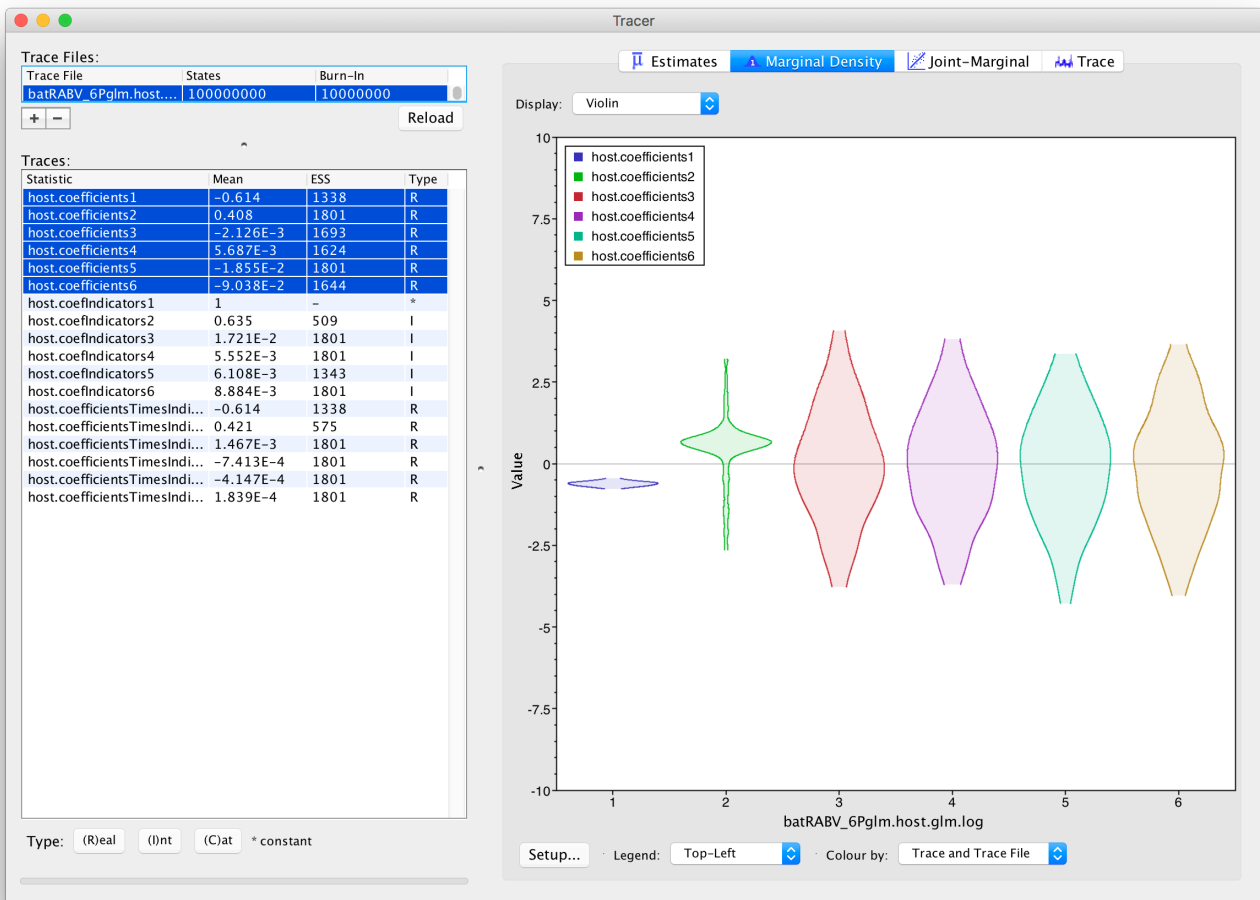 Tracer
Trace Files:
Trace File States Burn-In
batRABV_6Pglm.host.... 100000000 10000000
+ − Reload
Traces:
Statistic Mean ESS Type
host.coefficients1 −0.614 1338 R
host.coefficients2 0.408 1801 R
host.coefficients3 −2.126E−3 1693 R
host.coefficients4 5.687E−3 1624 R
host.coefficients5 −1.855E−2 1801 R
host.coefficients6 −9.038E−2 1644 R
host.coefIndicators1 1 – *
host.coefIndicators2 0.635 509 I
host.coefIndicators3 1.721E−2 1801 I
host.coefIndicators4 5.552E−3 1801 I
host.coefIndicators5 6.108E−3 1343 I
host.coefIndicators6 8.884E−3 1801 I
host.coefficientsTimesIndi... −0.614 1338 R
host.coefficientsTimesIndi... 0.421 575 R
host.coefficientsTimesIndi... 1.467E−3 1801 R
host.coefficientsTimesIndi... −7.413E−4 1801 R
host.coefficientsTimesIndi... −4.147E−4 1801 R
host.coefficientsTimesIndi... 1.839E−4 1801 R
Type: (R)eal (I)nt (C)at * constant
Estimates Marginal Density Joint-Marginal Trace
Display: Violin
host.coefficients1
host.coefficients2
host.coefficients3
host.coefficients4
host.coefficients5
host.coefficients6
10
7.5
5
2.5
0
-2.5
-5
-7.5
-10
Value
1 2 3 4 5 6
batRABV_6Pglm.host.glm.log
Setup... Legend: Top-Left Colour by: Trace and Trace File